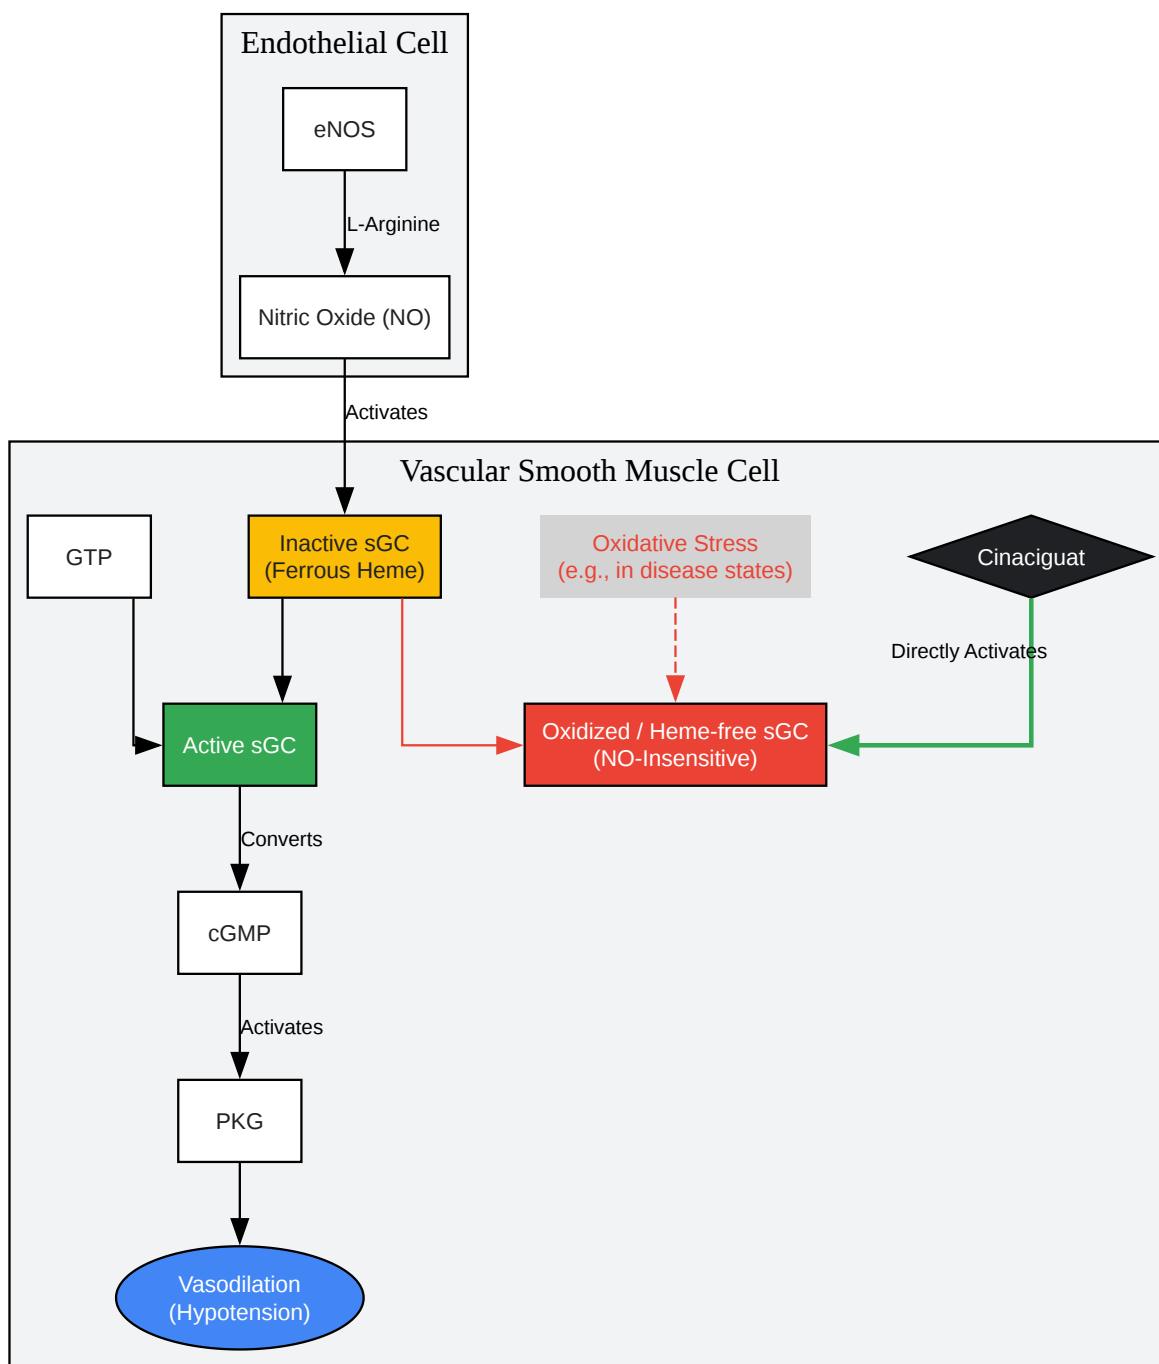 Endothelial Cell
eNOS
L-Arginine
Nitric Oxide (NO)
Activates
Vascular Smooth Muscle Cell
GTP
Inactive sGC
(Ferrous Heme)
Oxidative Stress
(e.g., in disease states)
Cinaciguat
Directly Activates
Active sGC
Oxidized / Heme-free sGC
(NO-Insensitive)
Converts
cGMP
Activates
PKG
Vasodilation
(Hypotension)